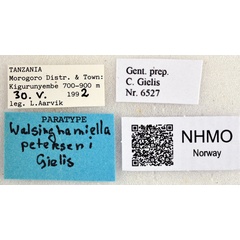 TANZANIA
Morogoro Distr. & Town:
Kigurunyembe 700-900 m
30. V. 1992
leg. L.Aarvik
Gent. prep.
C. Gielis
Nr. 6527
PARATYPE
Walsinghamiella
peterseni
Gielis
NHMO
Norway